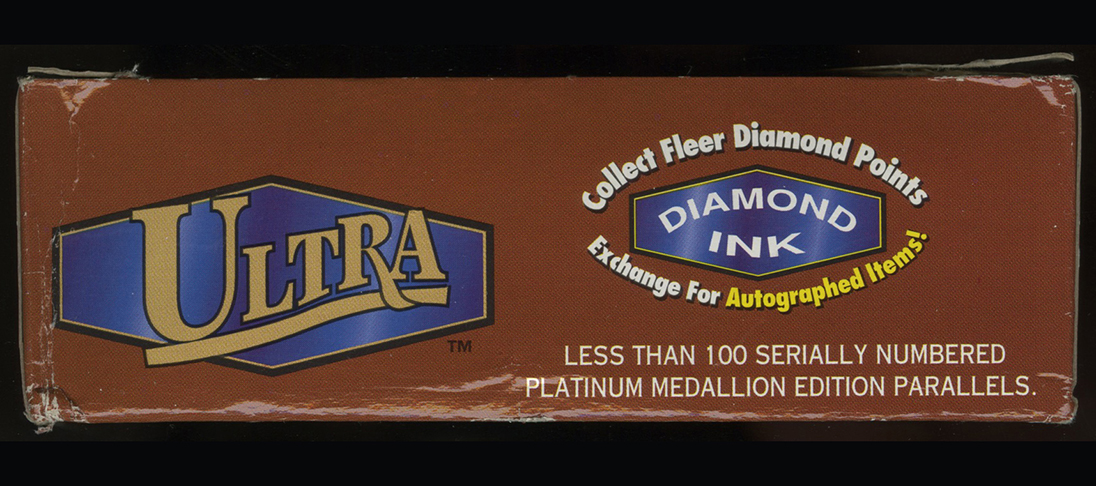 ULTRA
TM
Collect Fleer Diamond Points
DIAMOND
INK
Exchange For Autographed Items!
LESS THAN 100 SERIALLY NUMBERED
PLATINUM MEDALLION EDITION PARALLELS.